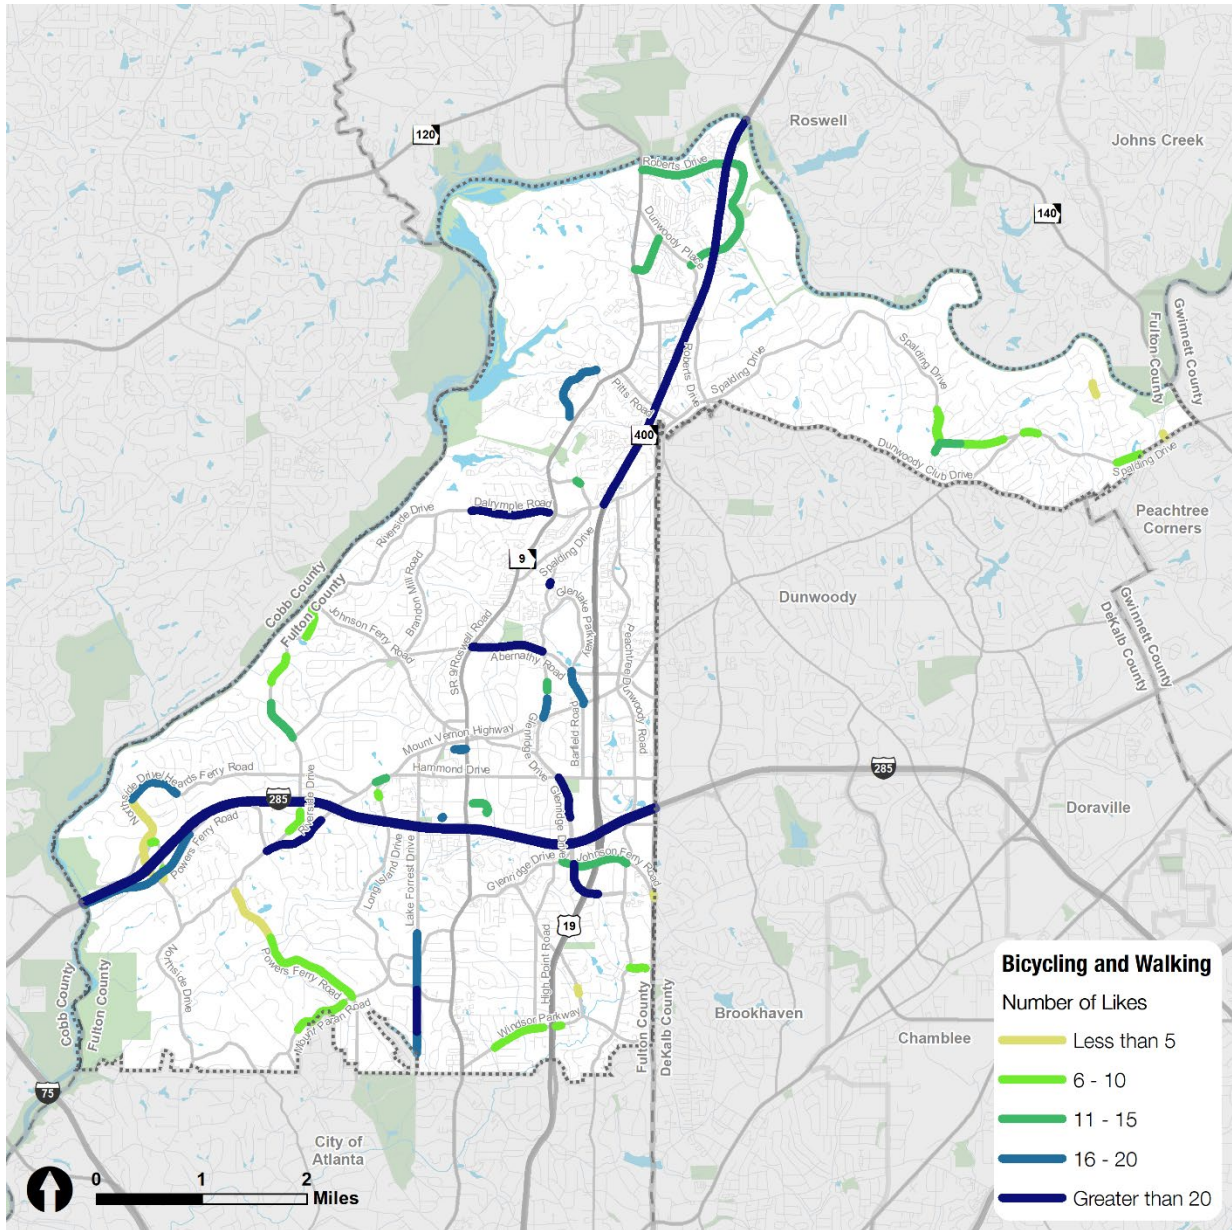 Roswell
Johns Creek
120
140
Roberts Drive
Dunwoody Place
Roberts Drive
Spalding Drive
Spalding Drive
Pitts Road
Fulton County
Gwinnett County
400
Dunwoody Club Drive
Spalding Drive
Peachtree
Corners
Dalrymple Road
Riverside Drive
9
Spalding Drive
Brandon Mill Road
Glenlake Parkway
Cobb County
Fulton County
Johnson Ferry Road
SR 9/Roswell Road
Abernathy Road
Peachtree Dunwoody Road
Dunwoody
Gwinnett County
DeKalb County
Mount Vernon Highway
Glenridge Drive
Barfield Road
Hammond Drive
Northside Drive/Heards Ferry Road
Northside Drive
285
Riverside Drive
Riverside Drive
285
Doraville
Powers Ferry Road
Glenridge Drive
Long Island Drive
Lake Forrest Drive
Glenridge Drive
Johnson Ferry Road
19
High Point Road
Northside Drive
Powers Ferry Road
Mount Paran Road
Windsor Parkway
Cobb County
Fulton County
Fulton County
DeKalb County
Brookhaven
Chamblee
75
City of
Atlanta
0 1 2
Miles
Bicycling and Walking
Number of Likes
Less than 5
6 - 10
11 - 15
16 - 20
Greater than 20